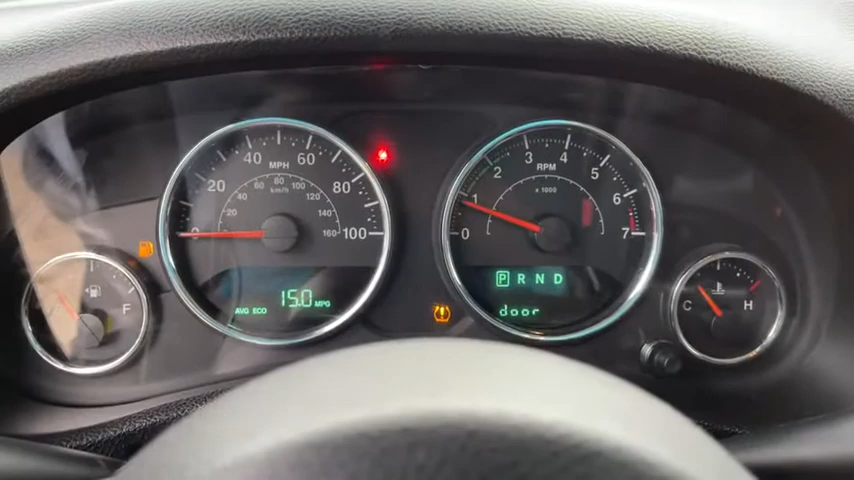 20 40 60 80 100
MPH
20 40 60 80 100 120 140 160
km/h
AVG ECO 15.0 MPG
F
0 1 2 3 4 5 6 7
RPM
x 1000
P R N D
door
C H